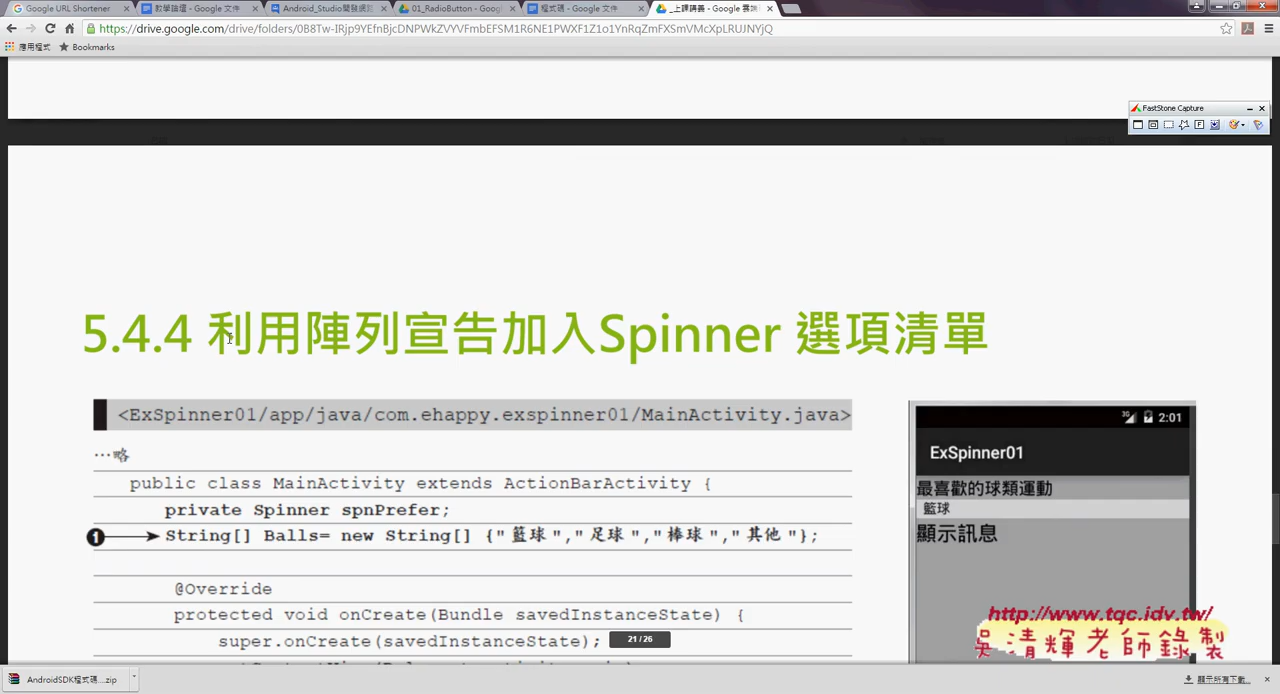 Google URL Shortener
教學論壇 - Google 文件
Android_Studio開發網
01_RadioButton - Goog
程式碼 - Google 文件
_上課講義 - Google 雲端
https://drive.google.com/drive/folders/0B8Tw-IRjp9YEfnBjcDNPWkZVYVFmbEFSM1R6NE1PWXF1Z1o1YnRqZmFXSmVMcXpLRUJNYjQ
應用程式
Bookmarks
FastStone Capture
5.4.4 利用陣列宣告加入Spinner 選項清單
<ExSpinner01/app/java/com.ehappy.exspinner01/MainActivity.java>
…略
public class MainActivity extends ActionBarActivity {
private Spinner spnPrefer;
❶ String[] Balls= new String[] {"籃球","足球","棒球","其他"};
@Override
protected void onCreate(Bundle savedInstanceState) {
super.onCreate(savedInstanceState);
21 / 26
3G 2:01
ExSpinner01
最喜歡的球類運動
籃球
顯示訊息
http://www.tqc.idv.tw/
吳清輝老師錄製
AndroidSDK程式碼....zip
顯示所有下載...